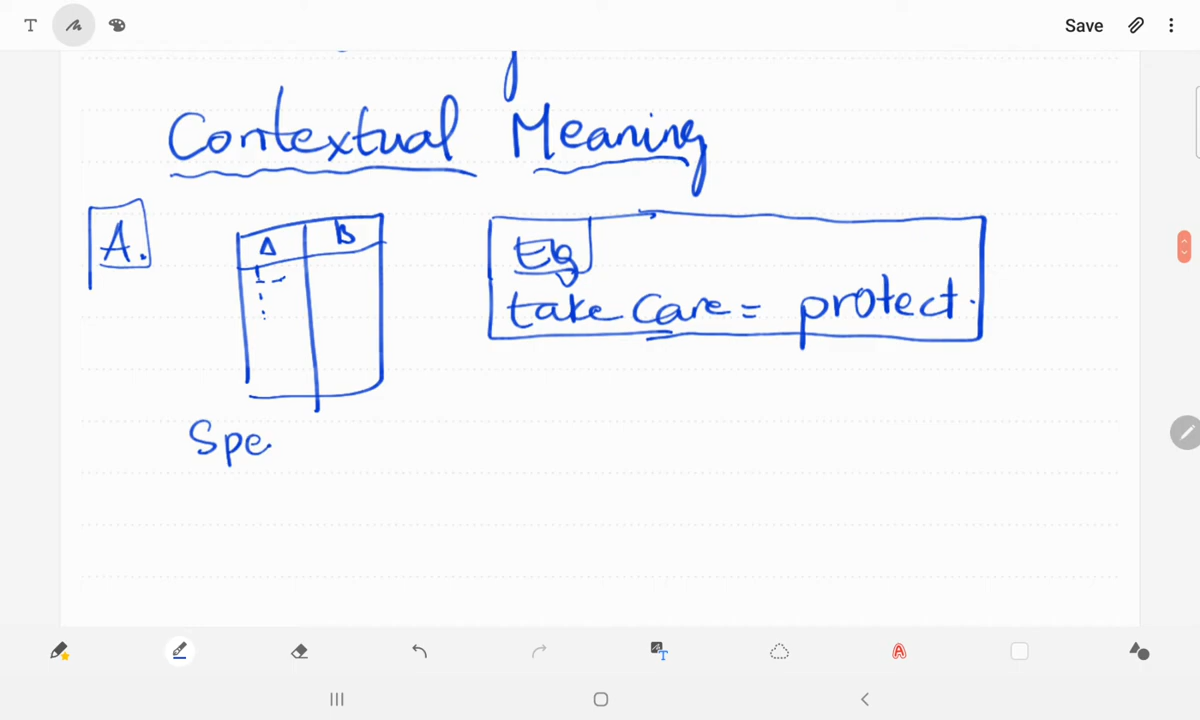 T Save
Contextual Meaning
A.
A B
Eg
take care = protect.
Spe
T
A